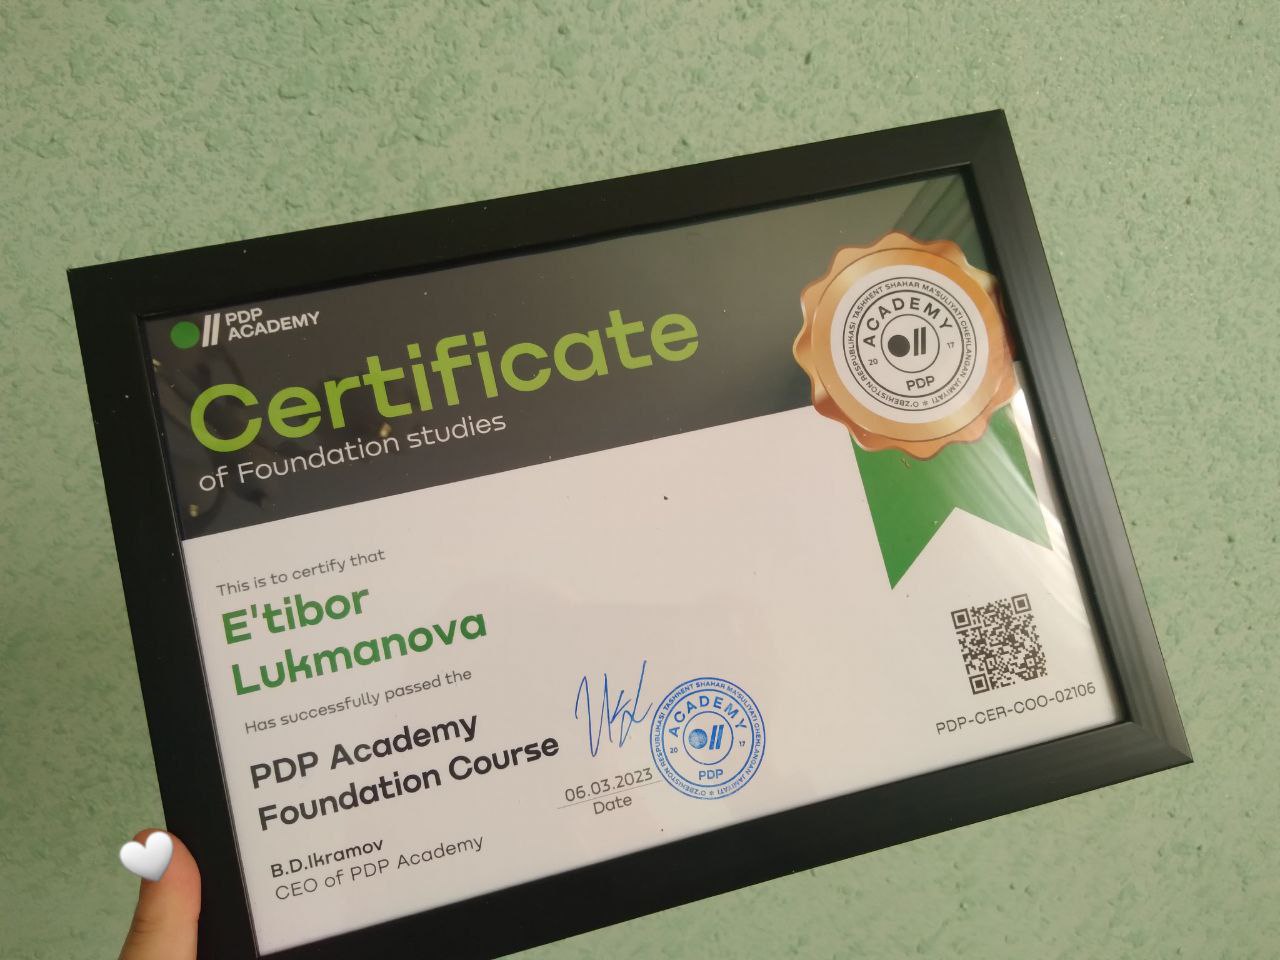 PDP
ACADEMY
Certificate
of Foundation studies
ACADEMY
20 17
PDP
O'ZBEKISTON RESPUBLIKASI TASHKENT SHAHAR MA'SULIYATI CHEHLANGAN JAMIYATI
This is to certify that
E'tibor
Lukmanova
Has successfully passed the
PDP Academy
Foundation Course
06.03.2023
Date
ACADEMY
20 17
PDP
O'ZBEKISTON RESPUBLIKASI TASHKENT SHAHAR MA'SULIYATI CHEHLANGAN JAMIYATI
B.D.Ikramov
CEO of PDP Academy
PDP-CER-COO-02106